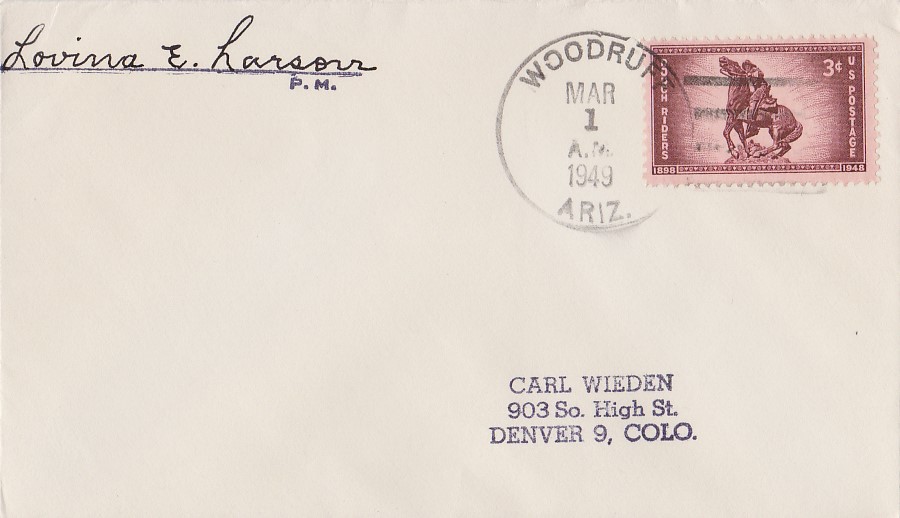 Lovina E. Larson
P.M.
WOODRUFF
MAR
1
A.M.
1949
ARIZ.
ROUGH RIDERS
3¢
U S POSTAGE
1898
1948
CARL WIEDEN
903 So. High St.
DENVER 9, COLO.